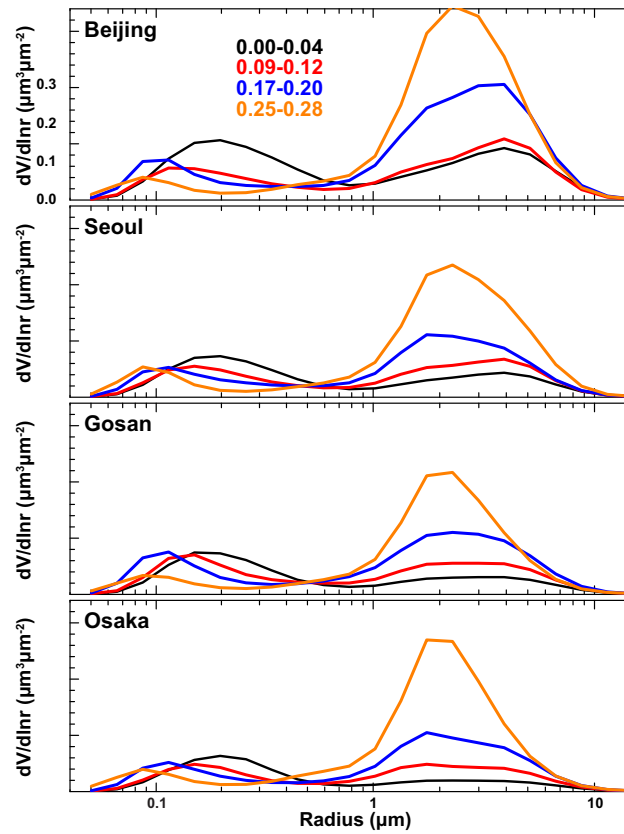 Beijing
0.00-0.04
0.09-0.12
0.17-0.20
0.25-0.28
dV/dlnr (µm³µm⁻²)
0.3
0.2
0.1
0.0
Seoul
dV/dlnr (µm³µm⁻²)
Gosan
dV/dlnr (µm³µm⁻²)
Osaka
dV/dlnr (µm³µm⁻²)
0.1
1
10
Radius (µm)